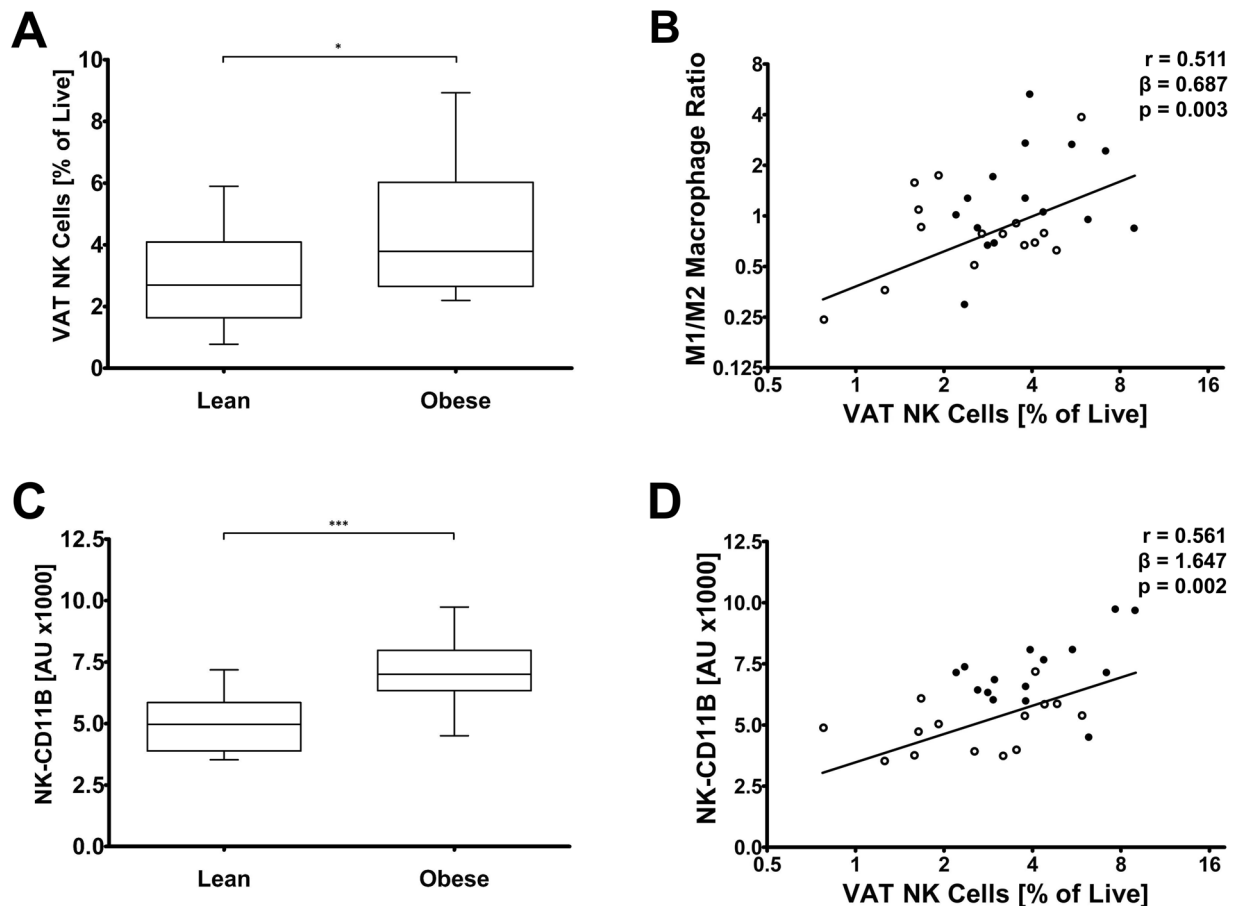 A
VAT NK Cells [% of Live]
10
8
6
4
2
0
*
Lean
Obese
B
M1/M2 Macrophage Ratio
8
4
2
1
0.5
0.25
0.125
0.5
1
2
4
8
16
VAT NK Cells [% of Live]
r = 0.511
β = 0.687
p = 0.003
C
NK-CD11B [AU x1000]
12.5
10.0
7.5
5.0
2.5
0.0
***
Lean
Obese
D
NK-CD11B [AU x1000]
12.5
10.0
7.5
5.0
2.5
0.0
0.5
1
2
4
8
16
VAT NK Cells [% of Live]
r = 0.561
β = 1.647
p = 0.002